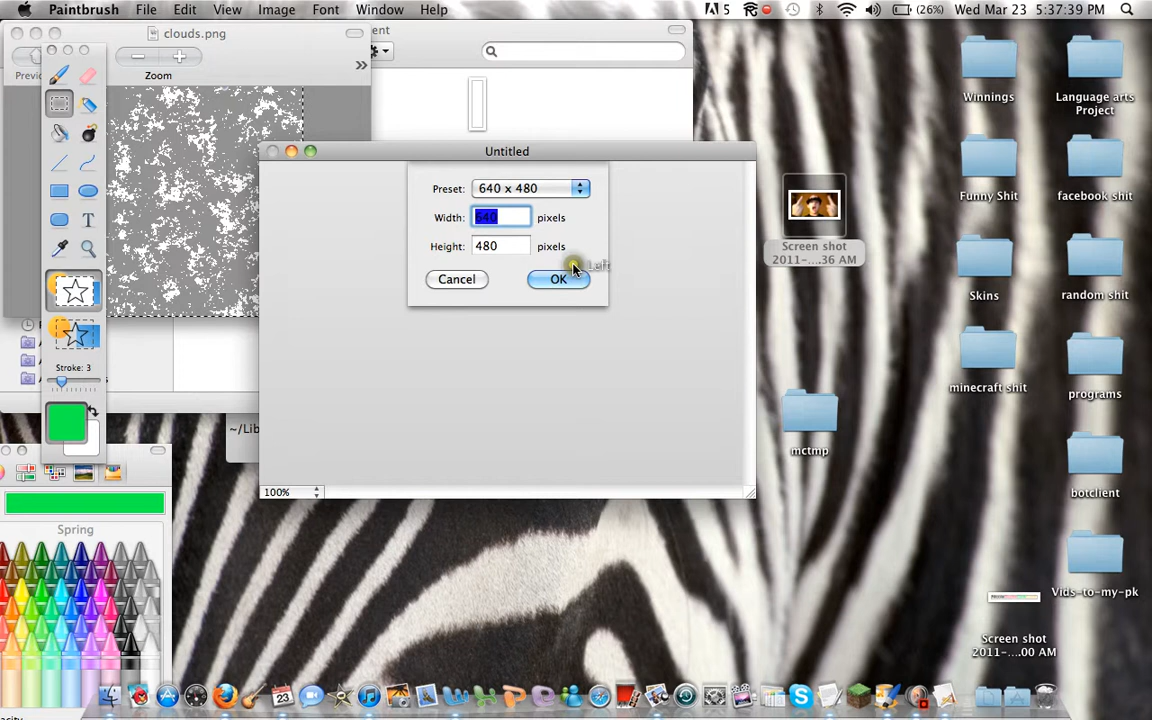 Paintbrush File Edit View Image Font Window Help
5 (26%) Wed Mar 23 5:37:39 PM
clouds.png
Zoom
Untitled
Preset: 640 x 480
Width: 640 pixels
Height: 480 pixels
Left
Cancel OK
100%
Stroke: 3
~/Lib
Spring
Winnings
Language arts
Project
Funny Shit
facebook shit
Screen shot
2011-....36 AM
Skins
random shit
minecraft shit
programs
mctmp
botclient
Vids-to-my-pk
Screen shot
2011-....00 AM